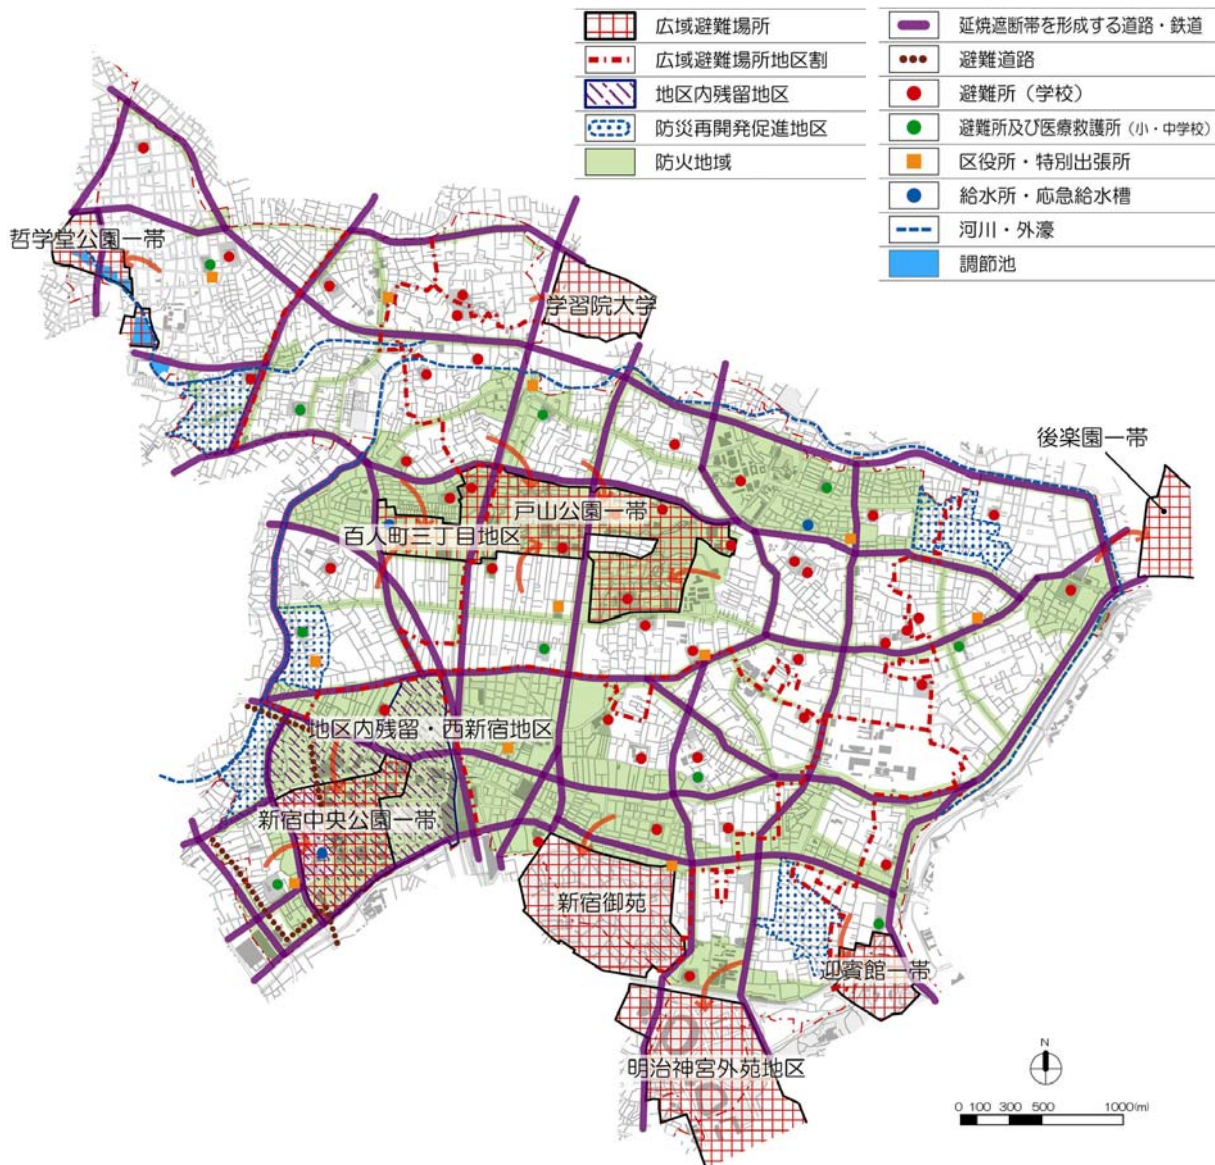 広域避難場所
広域避難場所地区割
地区内残留地区
防災再開発促進地区
防火地域
延焼遮断帯を形成する道路・鉄道
避難道路
避難所（学校）
避難所及び医療救護所（小・中学校）
区役所・特別出張所
給水所・応急給水槽
河川・外濠
調節池
哲学堂公園一帯
学習院大学
後楽園一帯
戸山公園一帯
百人町三丁目地区
地区内残留・西新宿地区
新宿中央公園一帯
新宿御苑
迎賓館一帯
明治神宮外苑地区
N
0 100 300 500 1000(m)